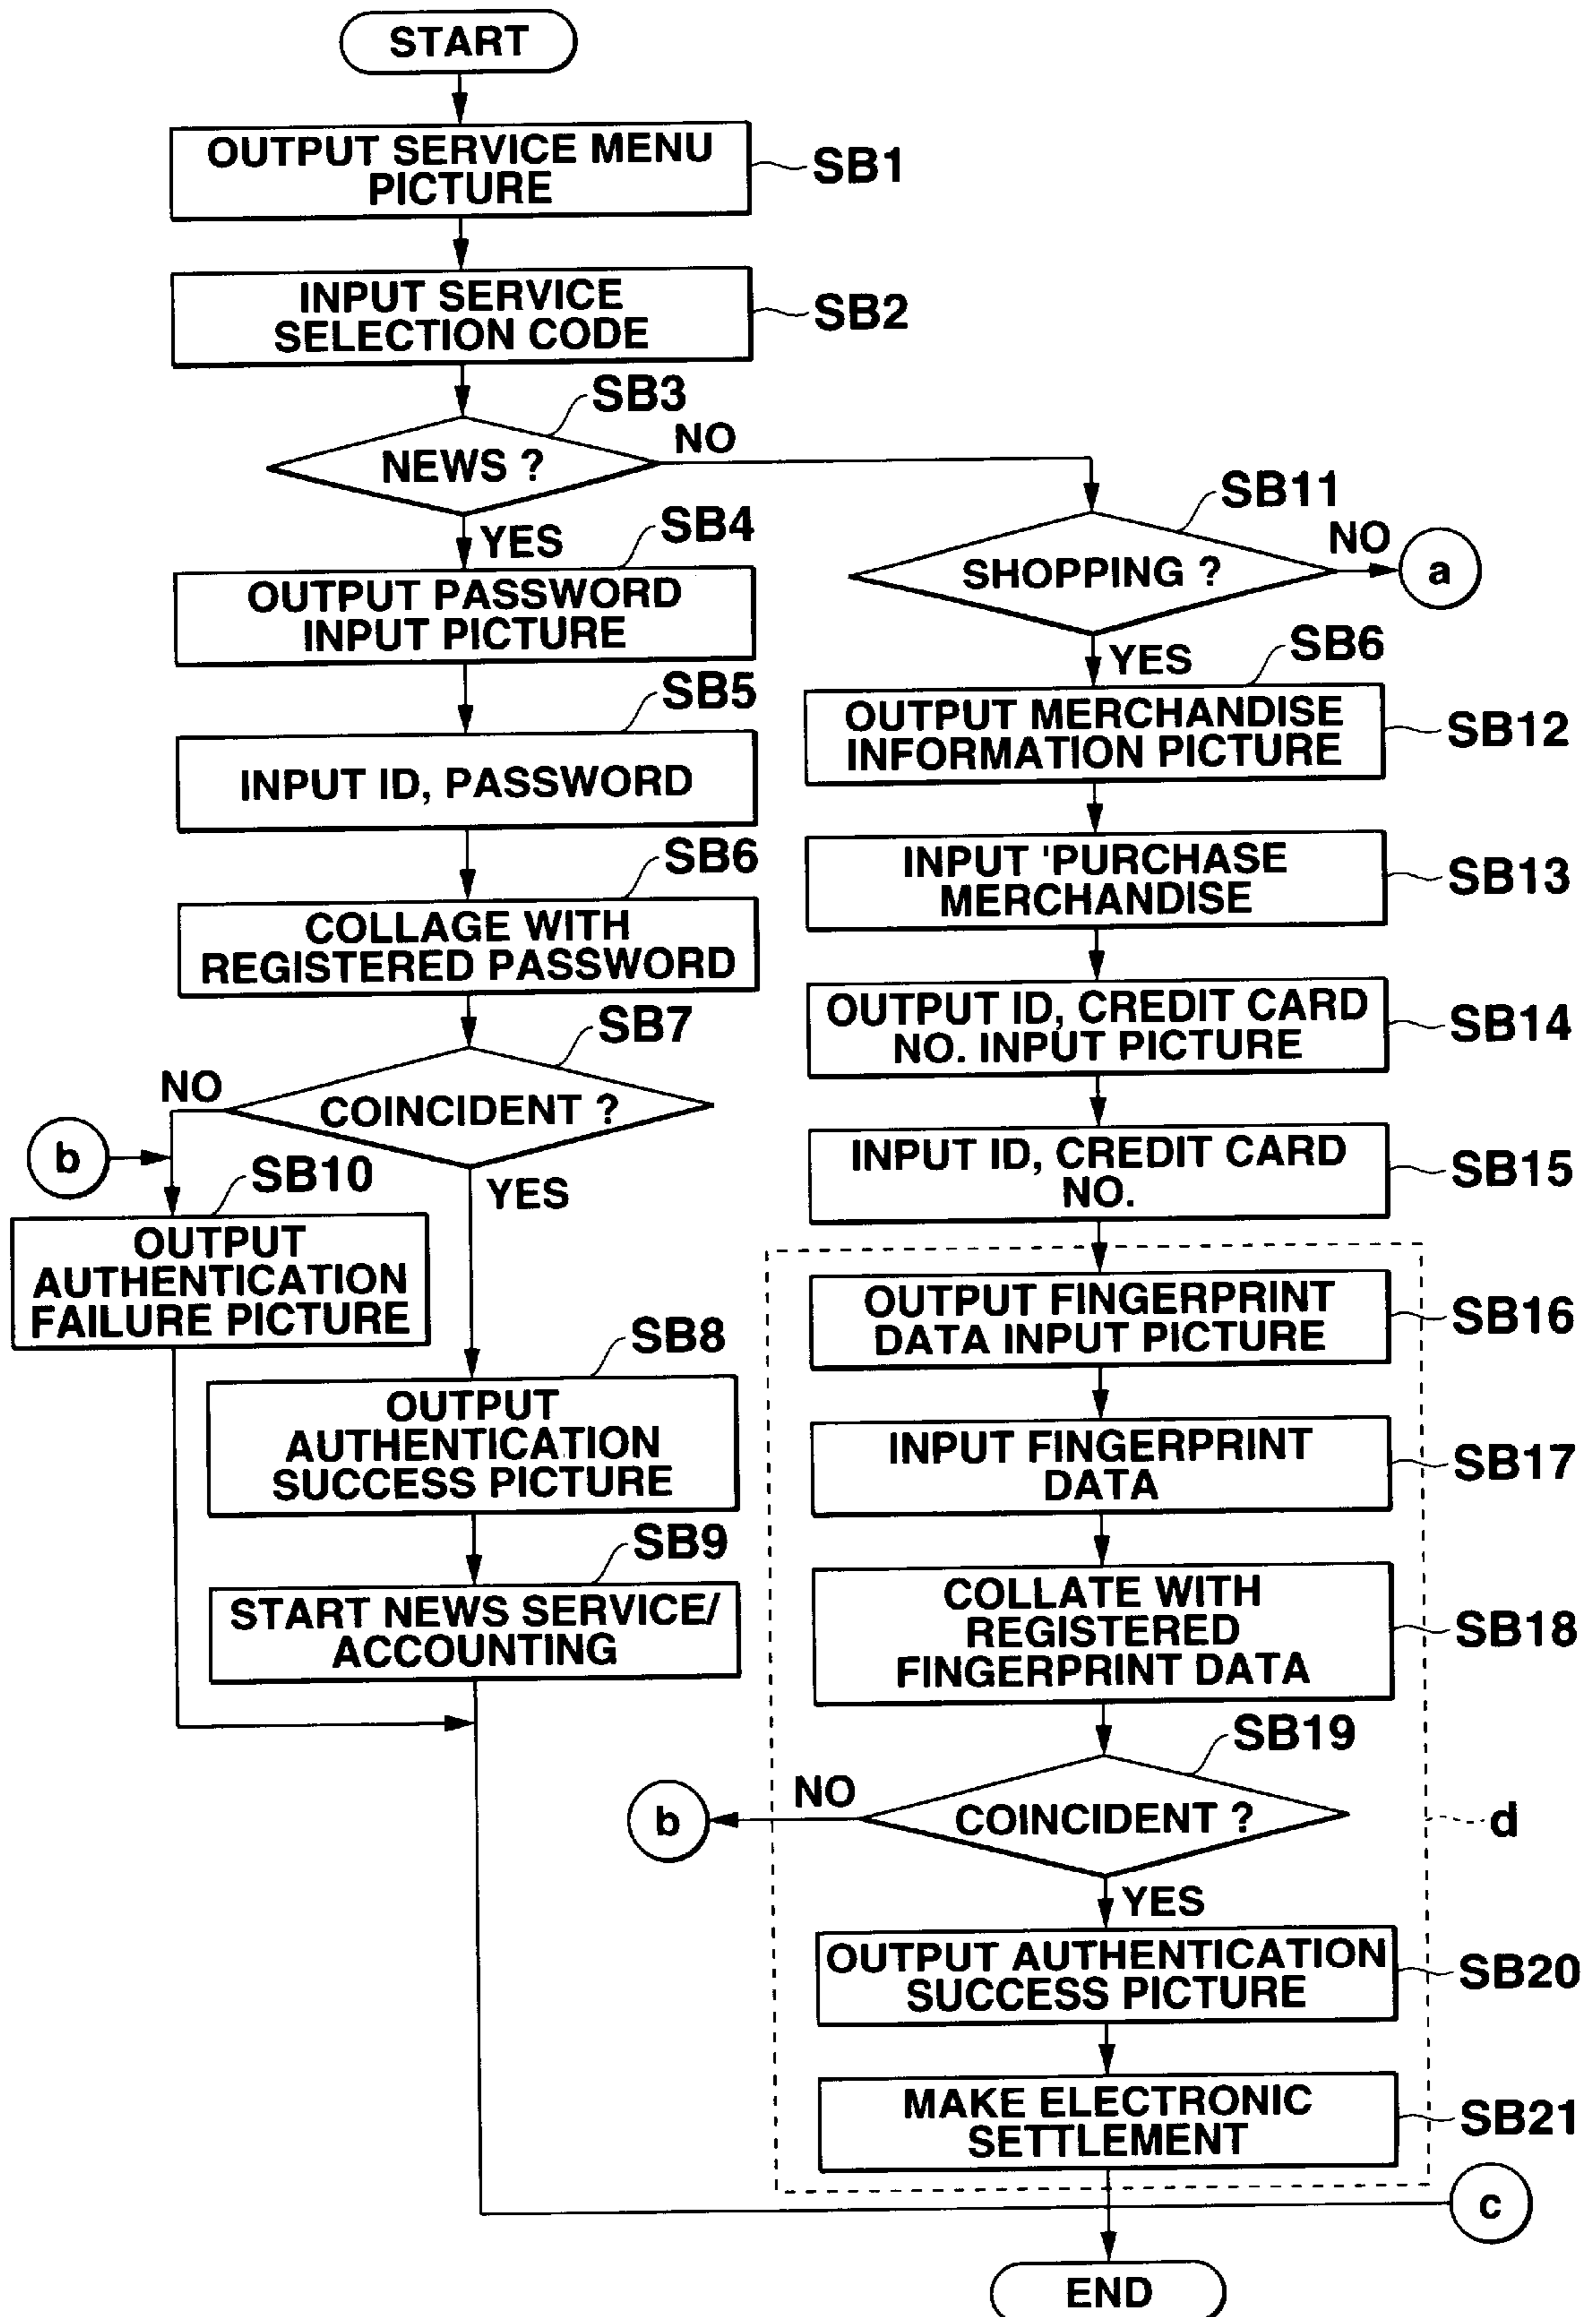 START
OUTPUT SERVICE MENU
PICTURE
SB1
INPUT SERVICE
SELECTION CODE
SB2
SB3
NEWS ?
NO
YES
SB4
OUTPUT PASSWORD
INPUT PICTURE
SB5
INPUT ID, PASSWORD
SB6
COLLAGE WITH
REGISTERED PASSWORD
SB7
COINCIDENT ?
NO
b
YES
SB10
OUTPUT
AUTHENTICATION
FAILURE PICTURE
SB8
OUTPUT
AUTHENTICATION
SUCCESS PICTURE
SB9
START NEWS SERVICE/
ACCOUNTING
SB11
SHOPPING ?
NO
a
YES
SB6
OUTPUT MERCHANDISE
INFORMATION PICTURE
SB12
INPUT 'PURCHASE
MERCHANDISE
SB13
OUTPUT ID, CREDIT CARD
NO. INPUT PICTURE
SB14
INPUT ID, CREDIT CARD
NO.
SB15
OUTPUT FINGERPRINT
DATA INPUT PICTURE
SB16
INPUT FINGERPRINT
DATA
SB17
COLLATE WITH
REGISTERED
FINGERPRINT DATA
SB18
SB19
COINCIDENT ?
NO
b
d
YES
OUTPUT AUTHENTICATION
SUCCESS PICTURE
SB20
MAKE ELECTRONIC
SETTLEMENT
SB21
c
END